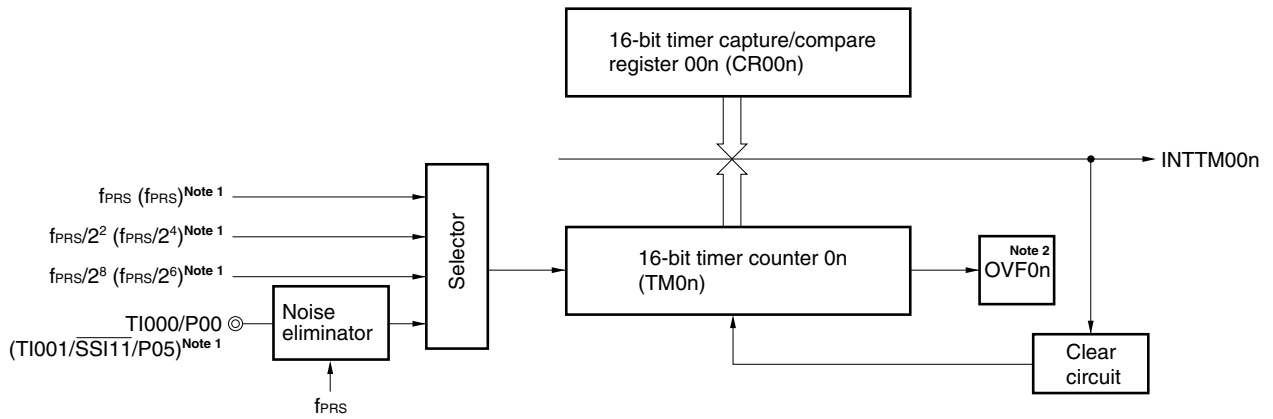 16-bit timer capture/compare
register 00n (CR00n)
INTTM00n
fPRS (fPRS)Note 1
fPRS/2² (fPRS/2⁴)Note 1
fPRS/2⁸ (fPRS/2⁶)Note 1
TI000/P00
(TI001/SSI11/P05)Note 1
Noise
eliminator
fPRS
Selector
16-bit timer counter 0n
(TM0n)
Note 2
OVF0n
Clear
circuit